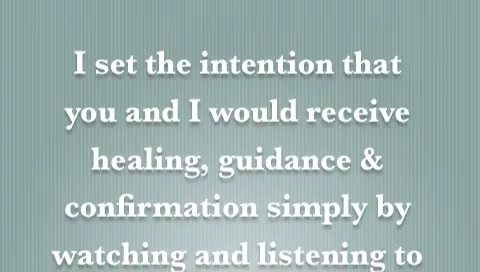 I set the intention that
you and I would receive
healing, guidance &
confirmation simply by
watching and listening to